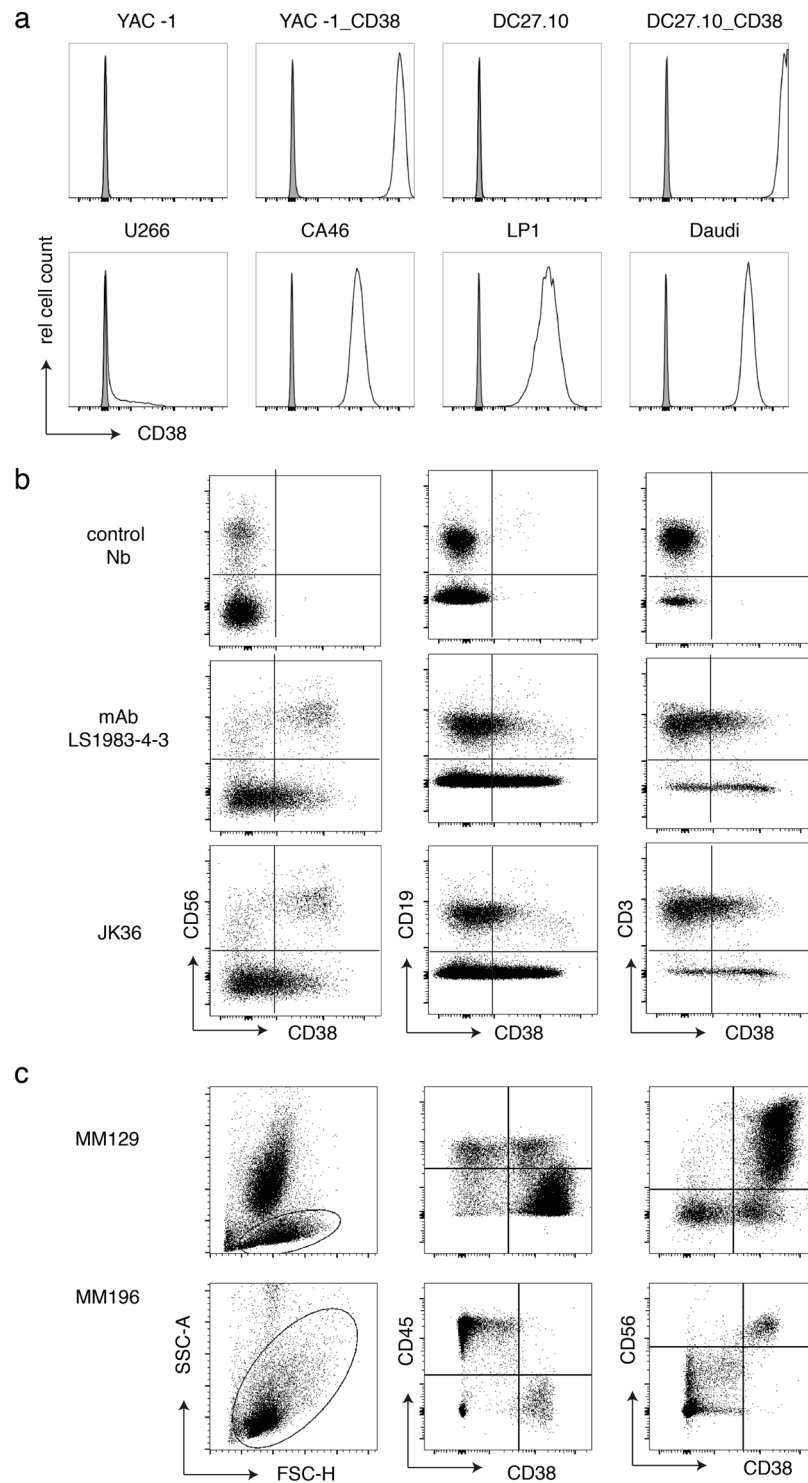 a
YAC -1
YAC -1_CD38
DC27.10
DC27.10_CD38
U266
CA46
LP1
Daudi
rel cell count
CD38
b
control
Nb
mAb
LS1983-4-3
JK36
CD56
CD19
CD3
CD38
CD38
CD38
c
MM129
MM196
SSC-A
CD45
CD56
FSC-H
CD38
CD38